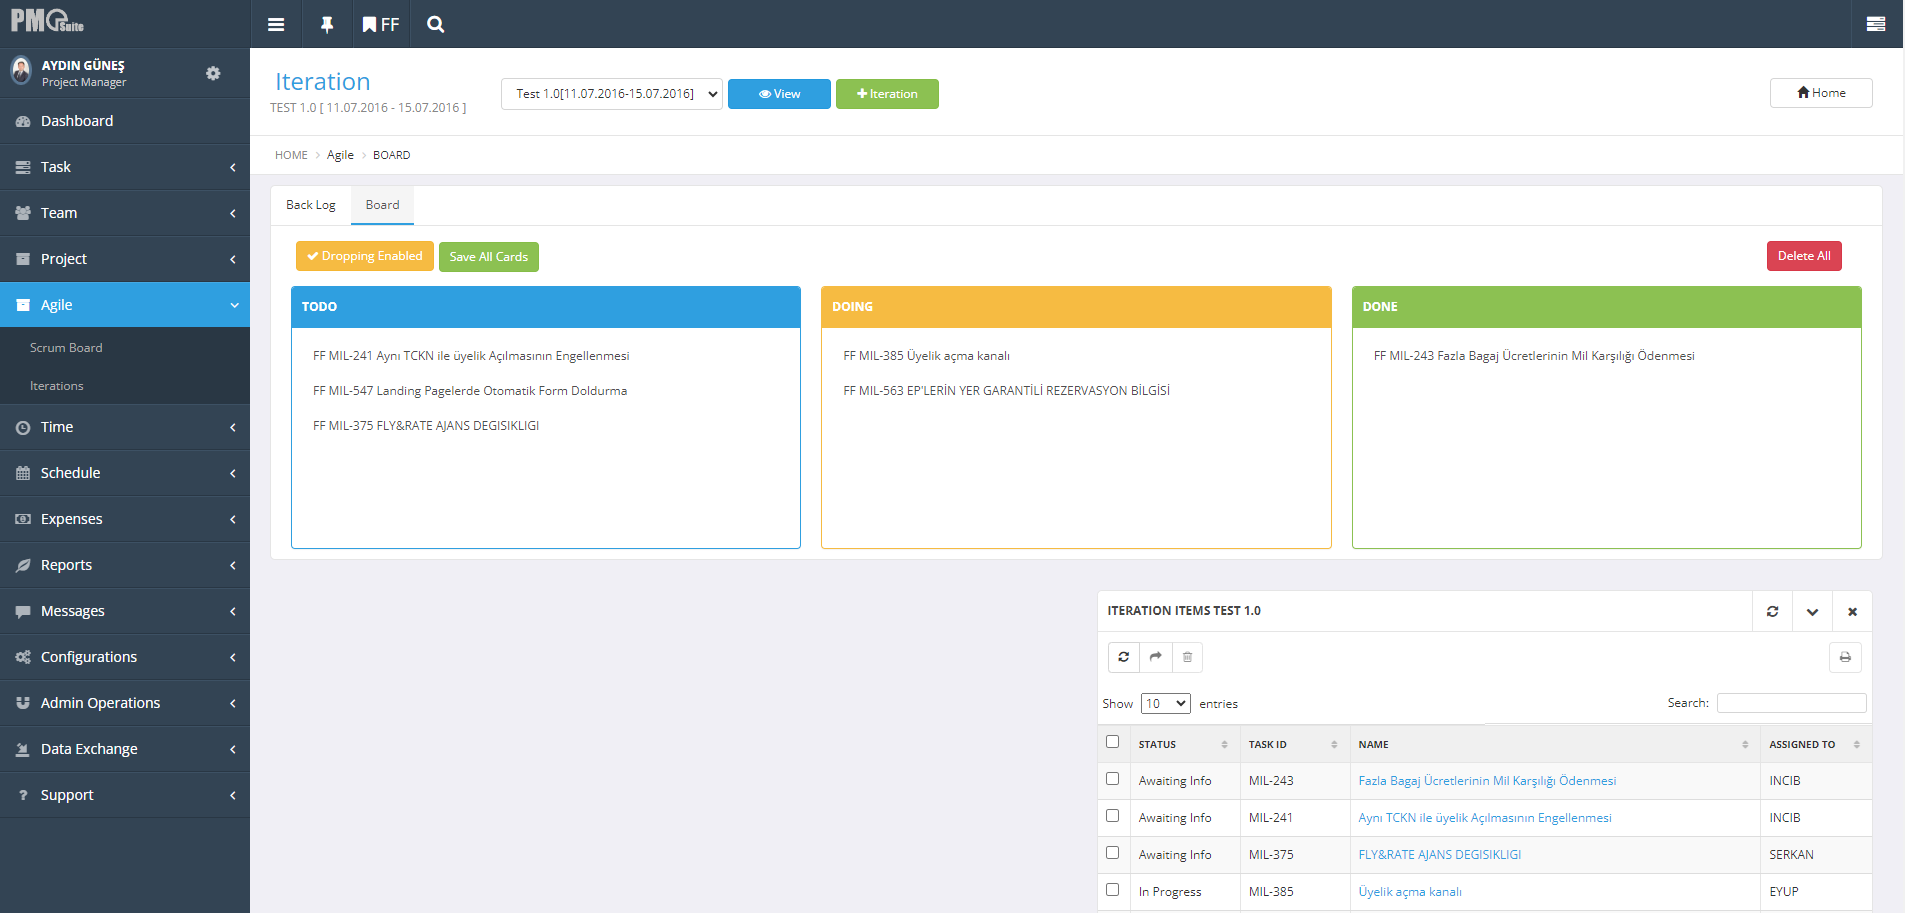 PMO Suite
FF
AYDIN GÜNEŞ
Project Manager
Dashboard
Task
Team
Project
Agile
Scrum Board
Iterations
Time
Schedule
Expenses
Reports
Messages
Configurations
Admin Operations
Data Exchange
Support
Iteration
TEST 1.0 [ 11.07.2016 - 15.07.2016 ]
Test 1.0[11.07.2016-15.07.2016]
View
Iteration
Home
HOME > Agile > BOARD
Back Log
Board
Dropping Enabled
Save All Cards
Delete All
TODO
FF MIL-241 Aynı TCKN ile üyelik Açılmasının Engellenmesi
FF MIL-547 Landing Pagelerde Otomatik Form Doldurma
FF MIL-375 FLY&RATE AJANS DEGISIKLIGI
DOING
FF MIL-385 Üyelik açma kanalı
FF MIL-563 EP'LERİN YER GARANTİLİ REZERVASYON BİLGİSİ
DONE
FF MIL-243 Fazla Bagaj Ücretlerinin Mil Karşılığı Ödenmesi
ITERATION ITEMS TEST 1.0
Show 10 entries
Search:
STATUS TASK ID NAME ASSIGNED TO
Awaiting Info MIL-243 Fazla Bagaj Ücretlerinin Mil Karşılığı Ödenmesi INCIB
Awaiting Info MIL-241 Aynı TCKN ile üyelik Açılmasının Engellenmesi INCIB
Awaiting Info MIL-375 FLY&RATE AJANS DEGISIKLIGI SERKAN
In Progress MIL-385 Üyelik açma kanalı EYUP